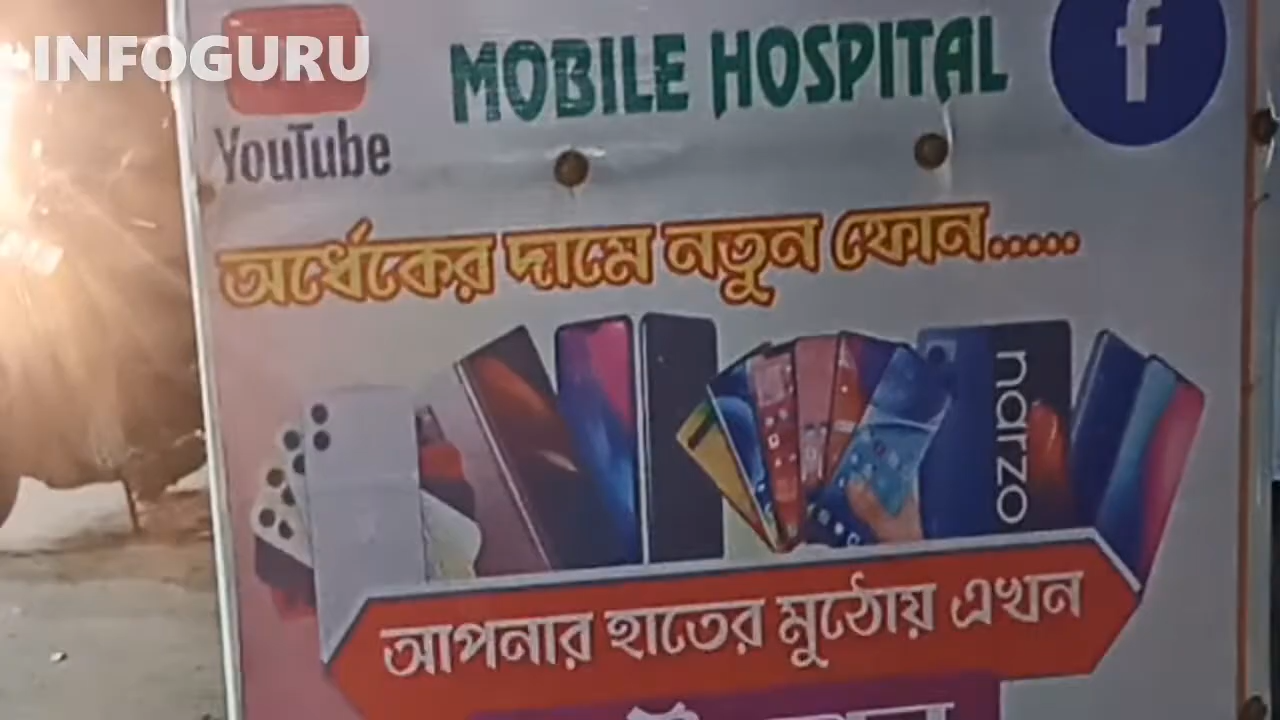 INFOGURU
YouTube
MOBILE HOSPITAL
f
অর্ধেকের দামে নতুন ফোন.....
narzo
আপনার হাতের মুঠোয় এখন